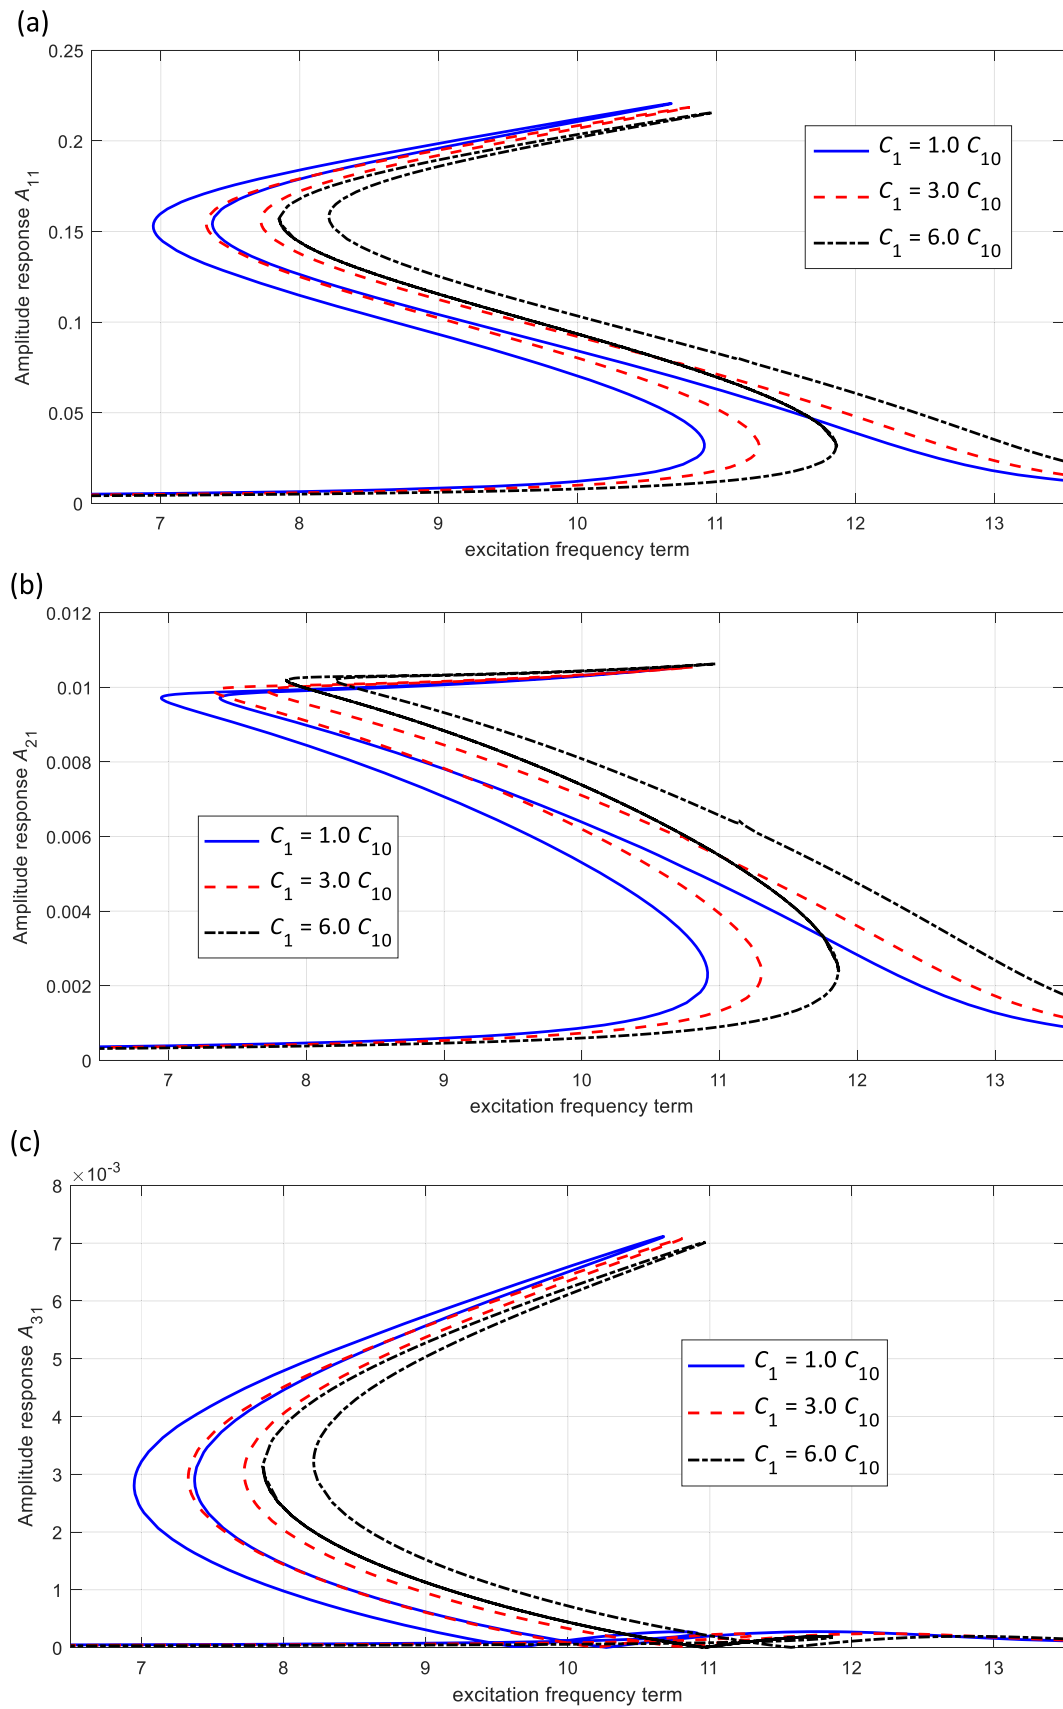 (a)
0.25
0.2
0.15
0.1
0.05
0
Amplitude response A11
C1 = 1.0 C10
C1 = 3.0 C10
C1 = 6.0 C10
7 8 9 10 11 12 13
excitation frequency term
(b)
0.012
0.01
0.008
0.006
0.004
0.002
0
Amplitude response A21
C1 = 1.0 C10
C1 = 3.0 C10
C1 = 6.0 C10
7 8 9 10 11 12 13
excitation frequency term
(c)
×10-3
8
7
6
5
4
3
2
1
0
Amplitude response A31
C1 = 1.0 C10
C1 = 3.0 C10
C1 = 6.0 C10
7 8 9 10 11 12 13
excitation frequency term